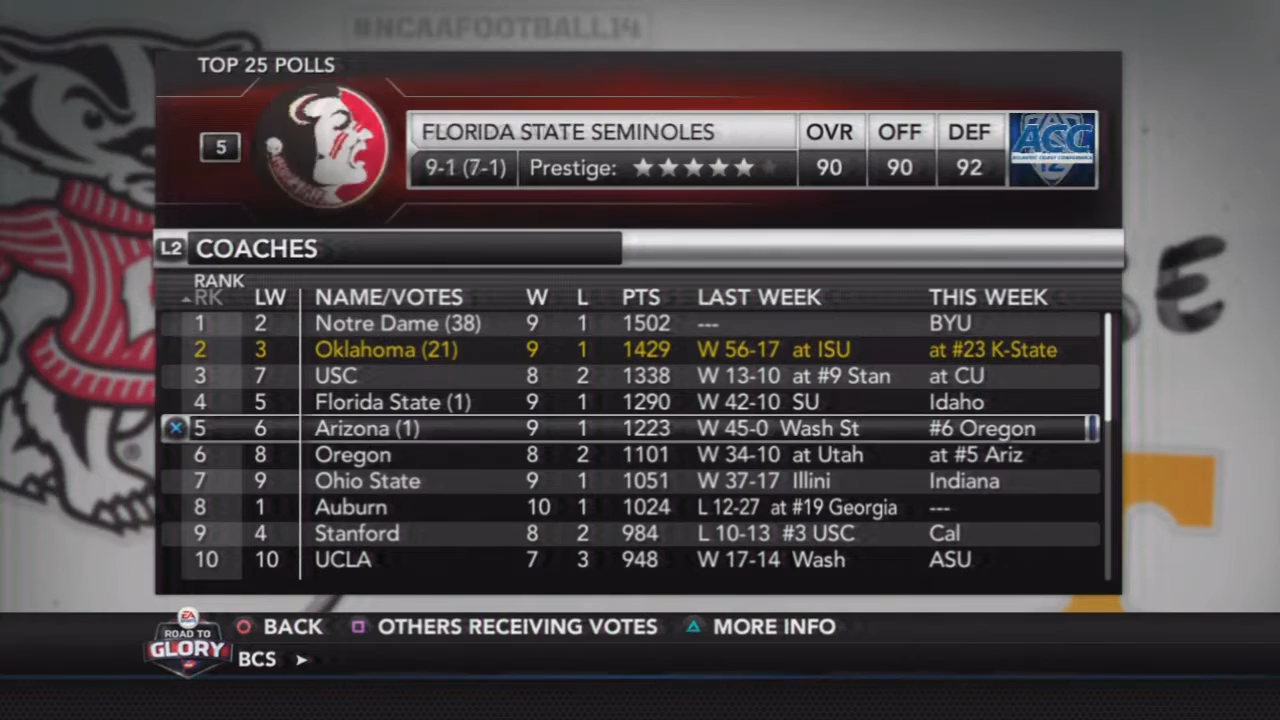 #NCAAFOOTBALL14
TOP 25 POLLS
5 FLORIDA STATE SEMINOLES OVR OFF DEF ACC
9-1 (7-1) Prestige: 90 90 92
L2 COACHES
RANK
RK LW NAME/VOTES W L PTS LAST WEEK THIS WEEK
1 2 Notre Dame (38) 9 1 1502 --- BYU
2 3 Oklahoma (21) 9 1 1429 W 56-17 at ISU at #23 K-State
3 7 USC 8 2 1338 W 13-10 at #9 Stan at CU
4 5 Florida State (1) 9 1 1290 W 42-10 SU Idaho
5 6 Arizona (1) 9 1 1223 W 45-0 Wash St #6 Oregon
6 8 Oregon 8 2 1101 W 34-10 at Utah at #5 Ariz
7 9 Ohio State 9 1 1051 W 37-17 Illini Indiana
8 1 Auburn 10 1 1024 L 12-27 at #19 Georgia ---
9 4 Stanford 8 2 984 L 10-13 #3 USC Cal
10 10 UCLA 7 3 948 W 17-14 Wash ASU
EA
ROAD TO
GLORY
BACK OTHERS RECEIVING VOTES MORE INFO
BCS